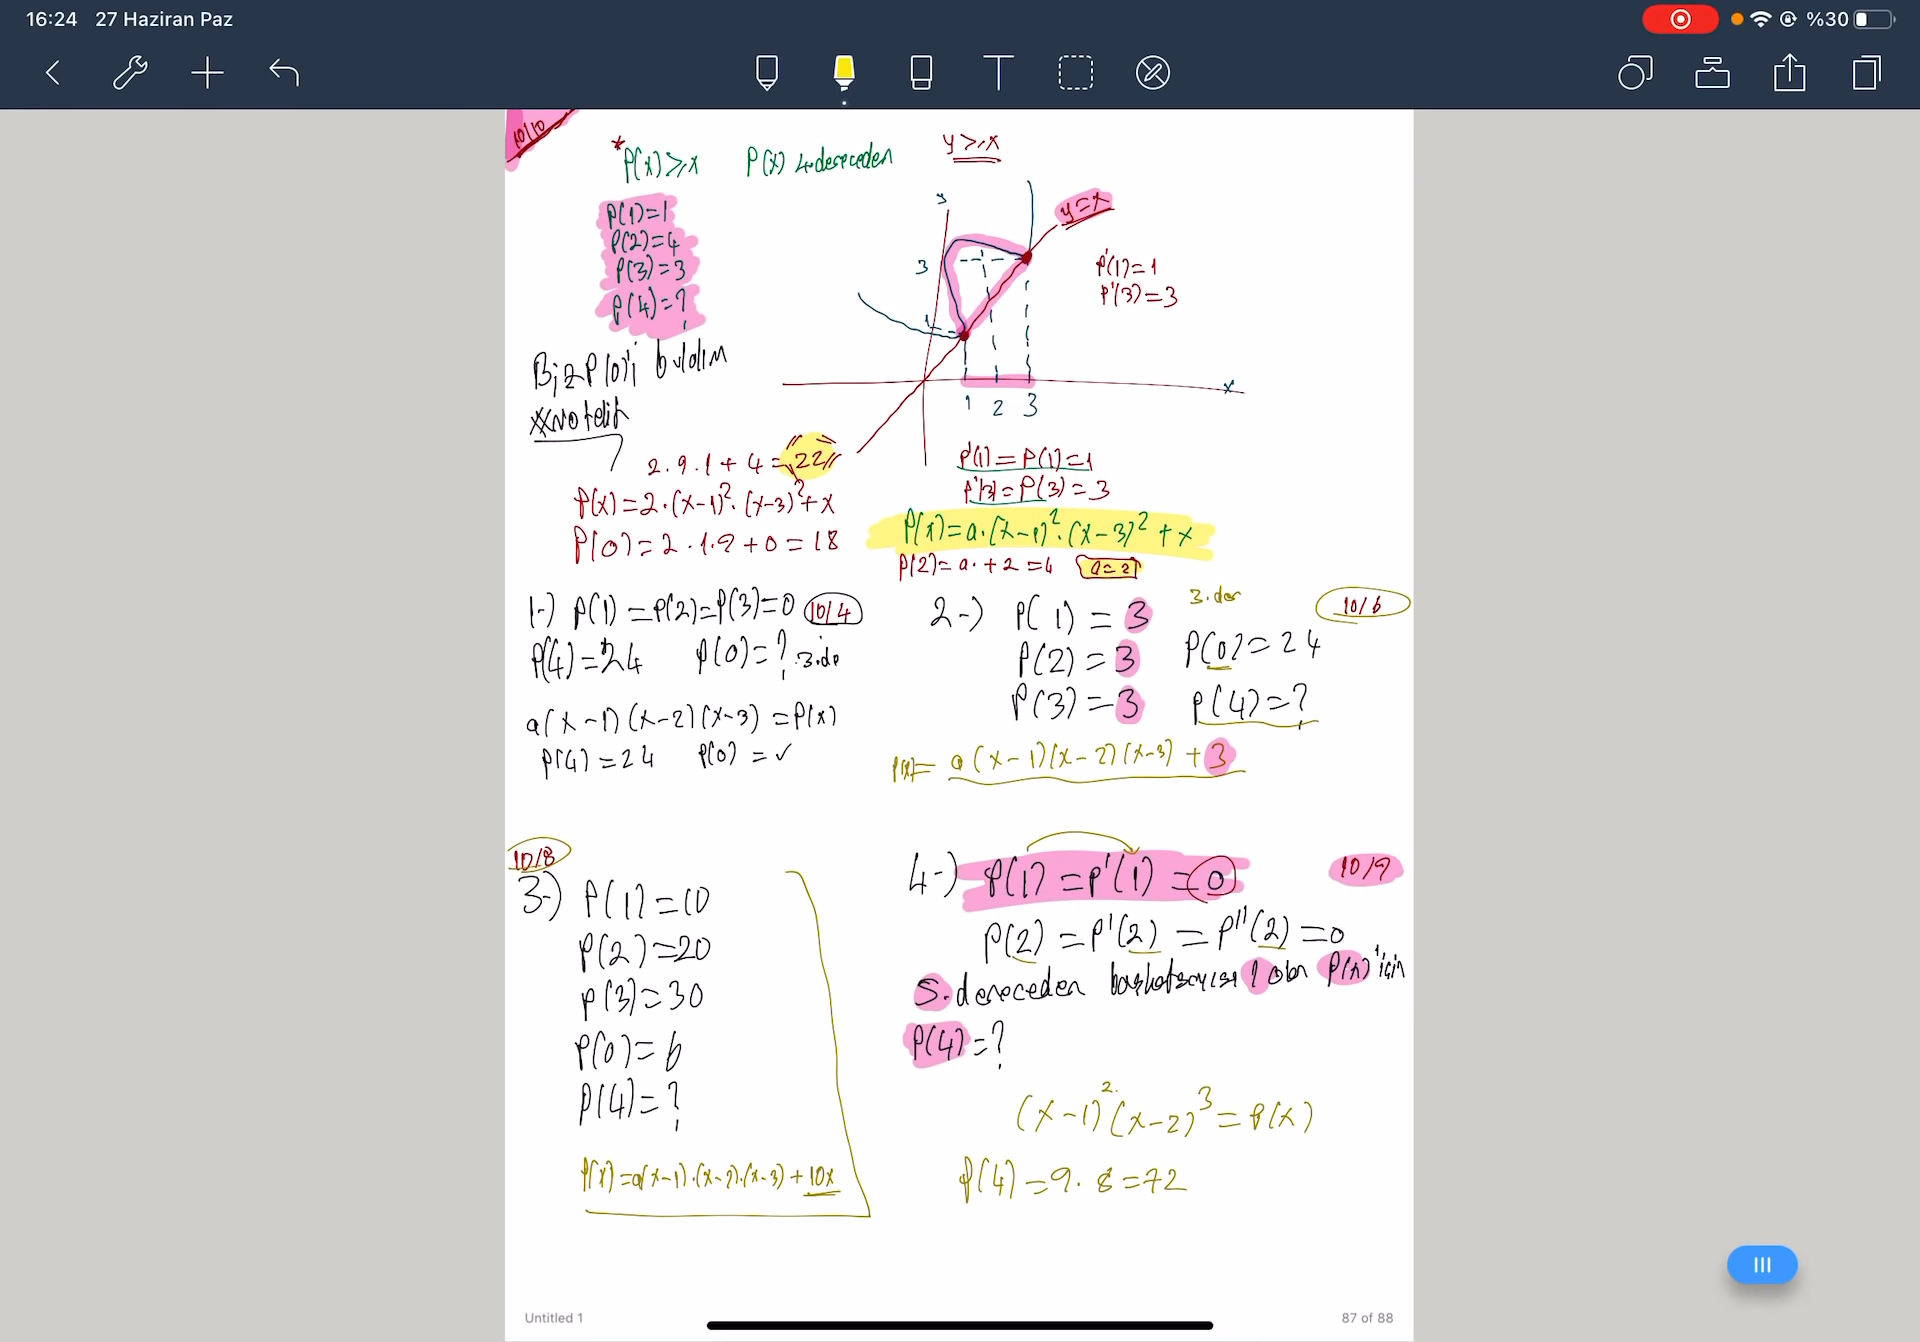 16:24 27 Haziran Paz
%30
10/10
*P(x)≥x P(x) 4.dereceden y≥x
P(1)=1
P(2)=4
P(3)=3
P(4)=?
y
y=x
3
1
P'(1)=1
P'(3)=3
x
1 2 3
Biz P(0)'i bulalım
2.9.1+4=22
P(x)=2.(x-1)².(x-3)²+x
P(0)=2.1.9+0=18
P'(1)=P(1)=1
P'(3)=P(3)=3
P(x)=a.(x-1)².(x-3)²+x
P(2)=a.+2=4 a=2
1-) P(1)=P(2)=P(3)=0 10/4
P(4)=24 P(0)=? 3.de
a(x-1)(x-2)(x-3)=P(x)
P(4)=24 P(0)=✓
2-) P(1)=3 3.der 10/6
P(2)=3 P(0)=24
P(3)=3 P(4)=?
P(x)=a(x-1)(x-2)(x-3)+3
10/8
3-) P(1)=10
P(2)=20
P(3)=30
P(0)=6
P(4)=?
P(x)=a(x-1).(x-2).(x-3)+10x
4-) P(1)=P'(1)=0 10/9
P(2)=P'(2)=P''(2)=0
5.dereceden başkatsayısı 1 olan P(x)'için
P(4)=?
(x-1)²(x-2)³=P(x)
P(4)=9.8=72
Untitled 1
87 of 88